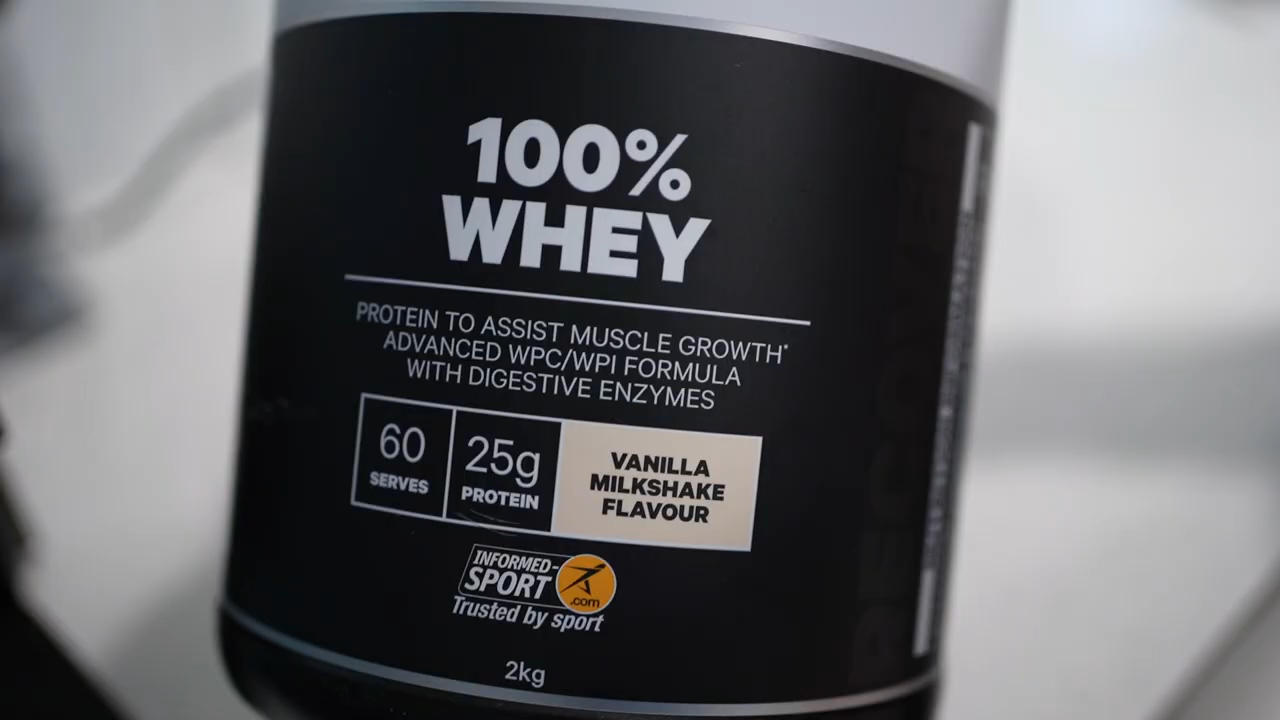 100%
WHEY
PROTEIN TO ASSIST MUSCLE GROWTH*
ADVANCED WPC/WPI FORMULA
WITH DIGESTIVE ENZYMES
60
SERVES
25g
PROTEIN
VANILLA
MILKSHAKE
FLAVOUR
INFORMED-
SPORT
.com
Trusted by sport
2kg